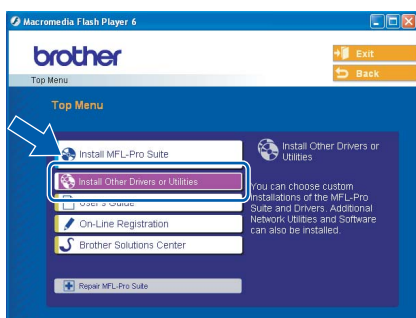 Macromedia Flash Player 6
brother
Exit
Back
Top Menu
Top Menu
Install MFL-Pro Suite
Install Other Drivers or Utilities
User's Guide
On-Line Registration
Brother Solutions Center
Repair MFL-Pro Suite
Install Other Drivers or
Utilities
You can choose custom
installations of the MFL-Pro
Suite and Drivers. Additional
Network Utilities and Software
can also be installed.